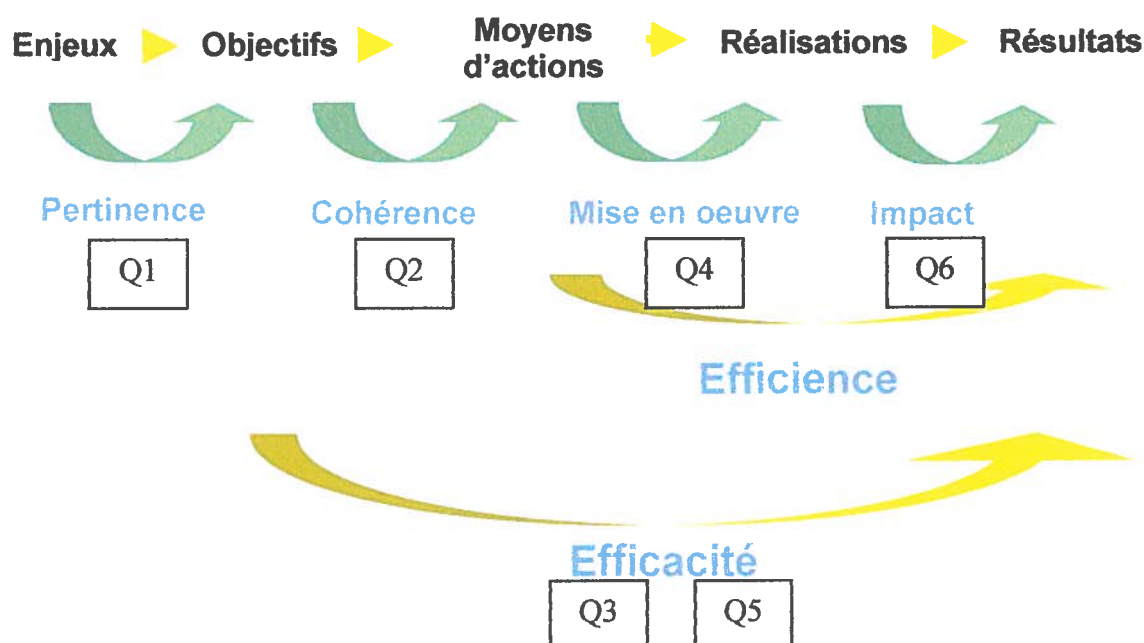 Enjeux Objectifs Moyens d'actions Réalisations Résultats
Pertinence Cohérence Mise en oeuvre Impact
Q1 Q2 Q4 Q6
Efficience
Efficacité
Q3 Q5